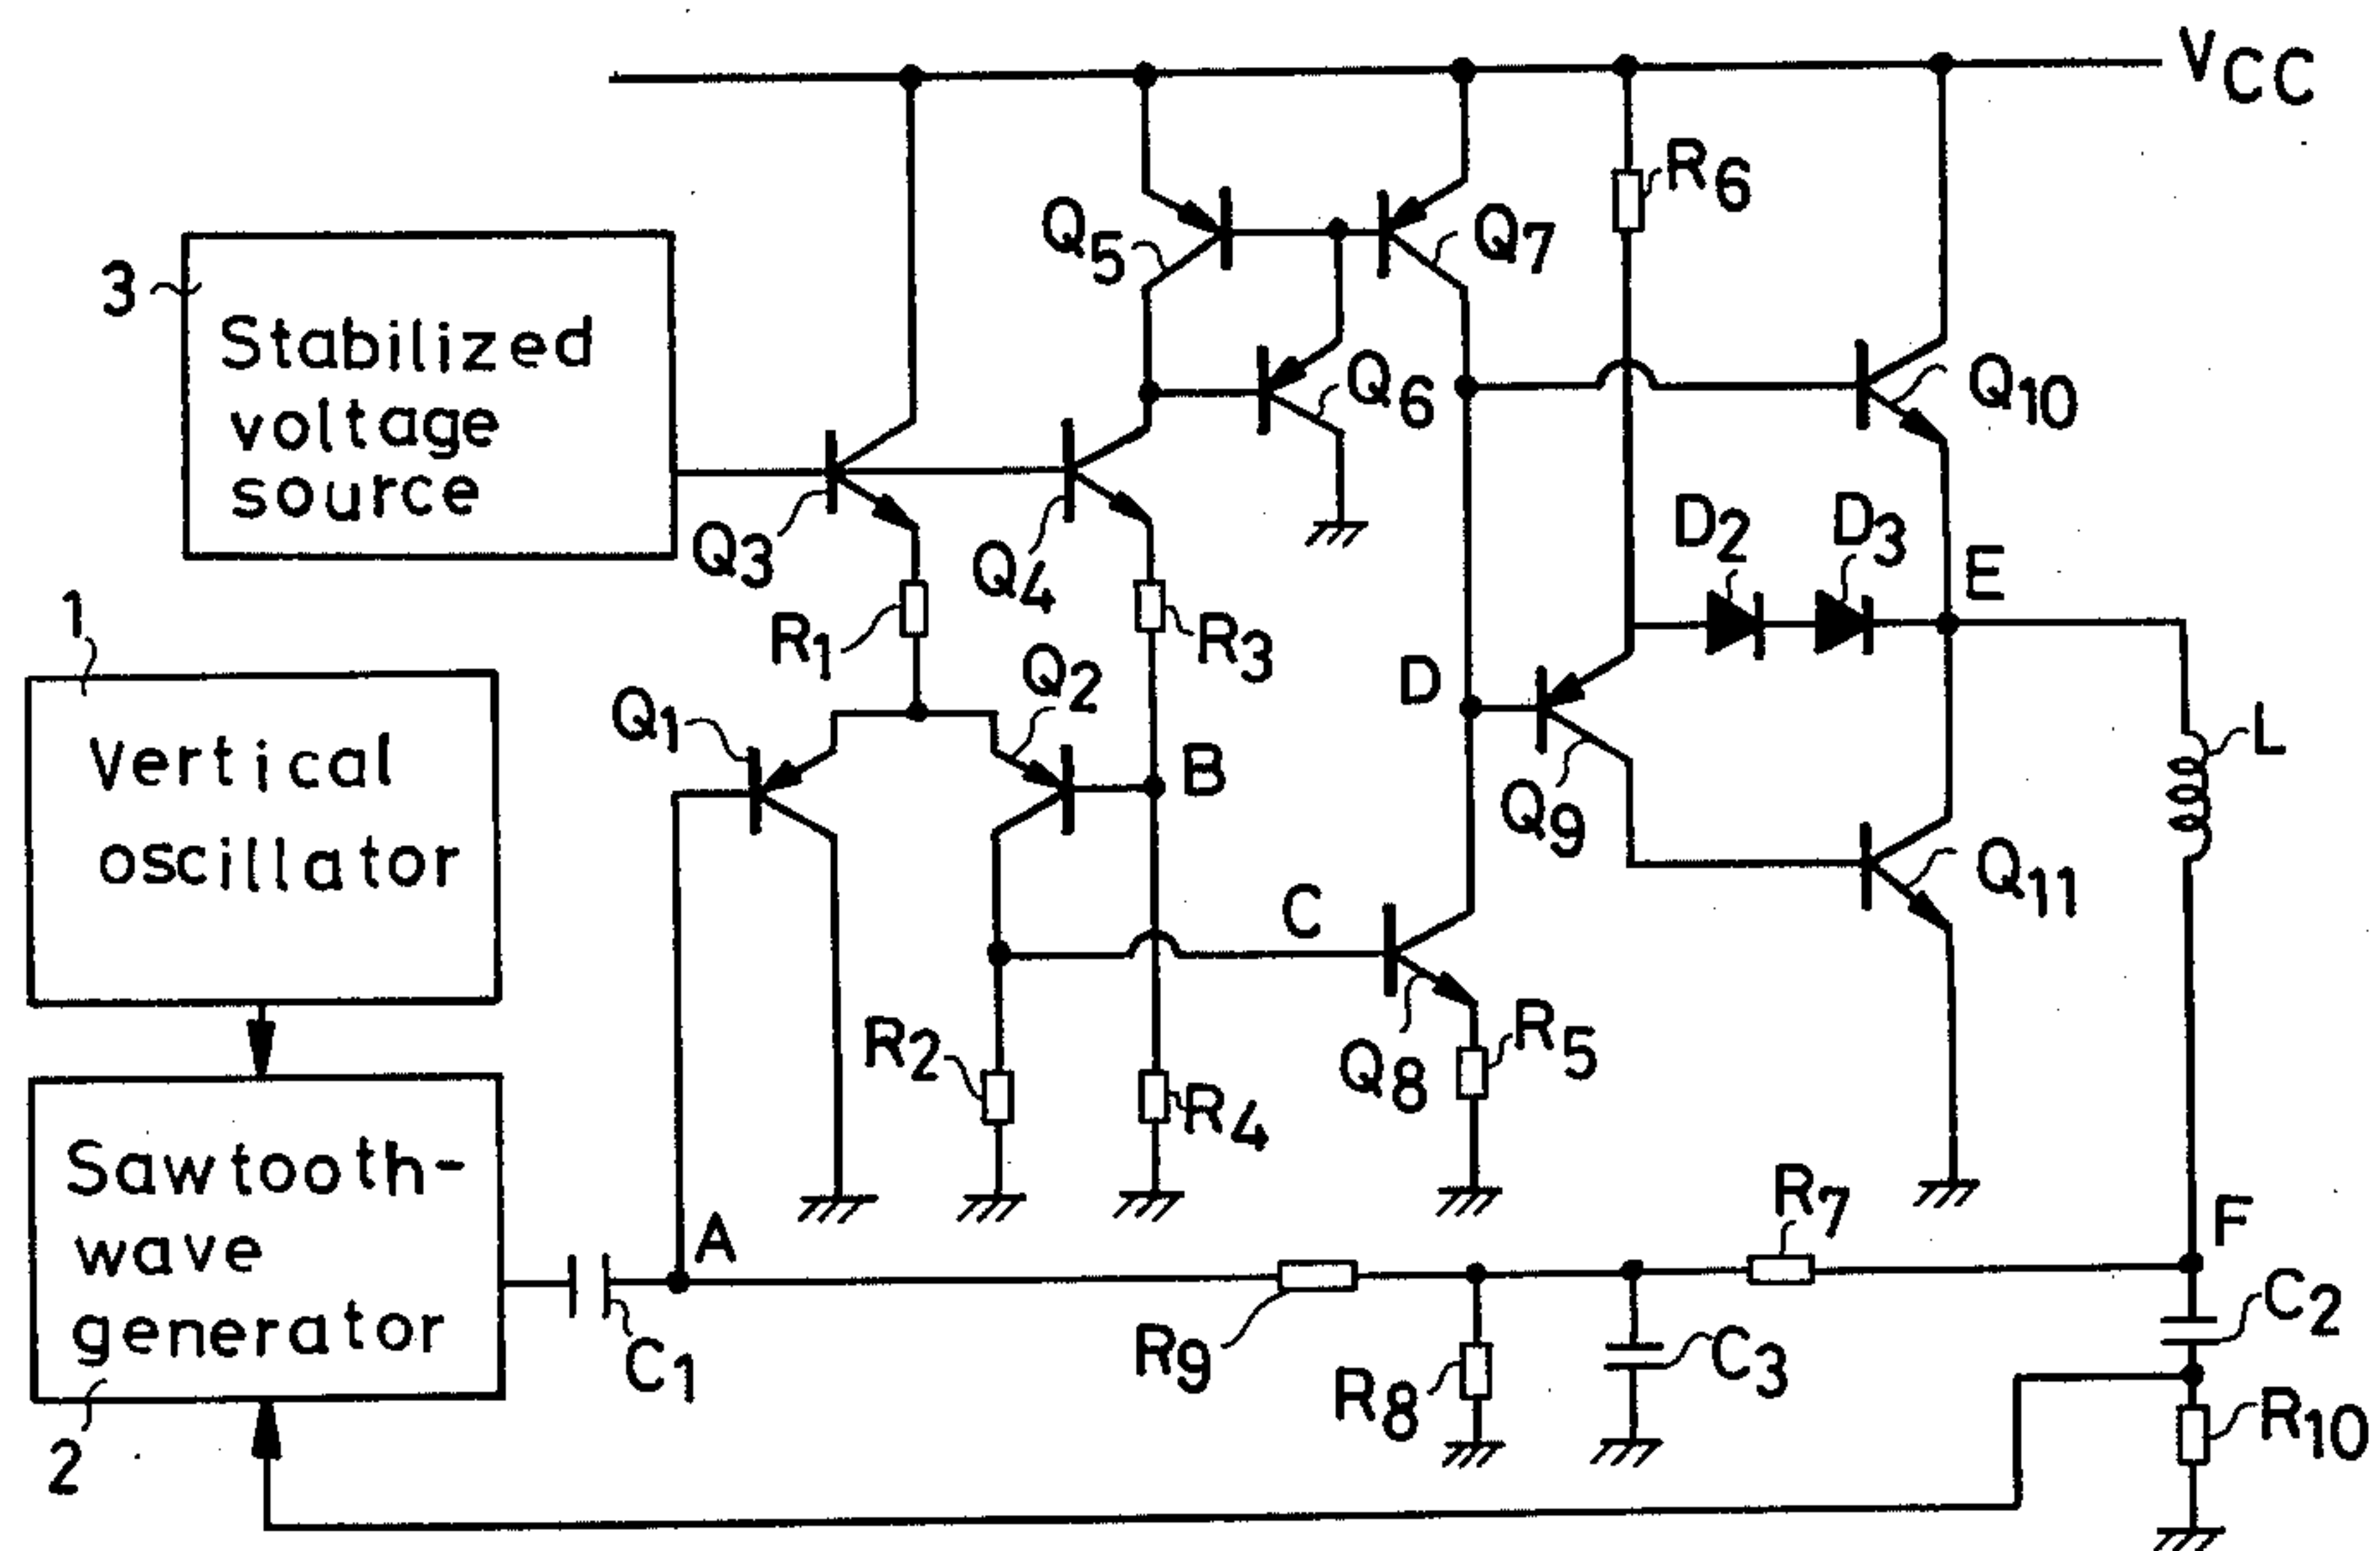 VCC
R6
Q5
Q7
3
Stabilized
voltage
source
Q6
Q10
Q3
Q4
D2
D3
E
1
R1
Q2
R3
D
Q1
B
L
Vertical
oscillator
Q9
Q11
C
R2
R4
Q8
R5
Sawtooth-
wave
generator
A
R7
F
C1
R9
R8
C3
C2
R10
2